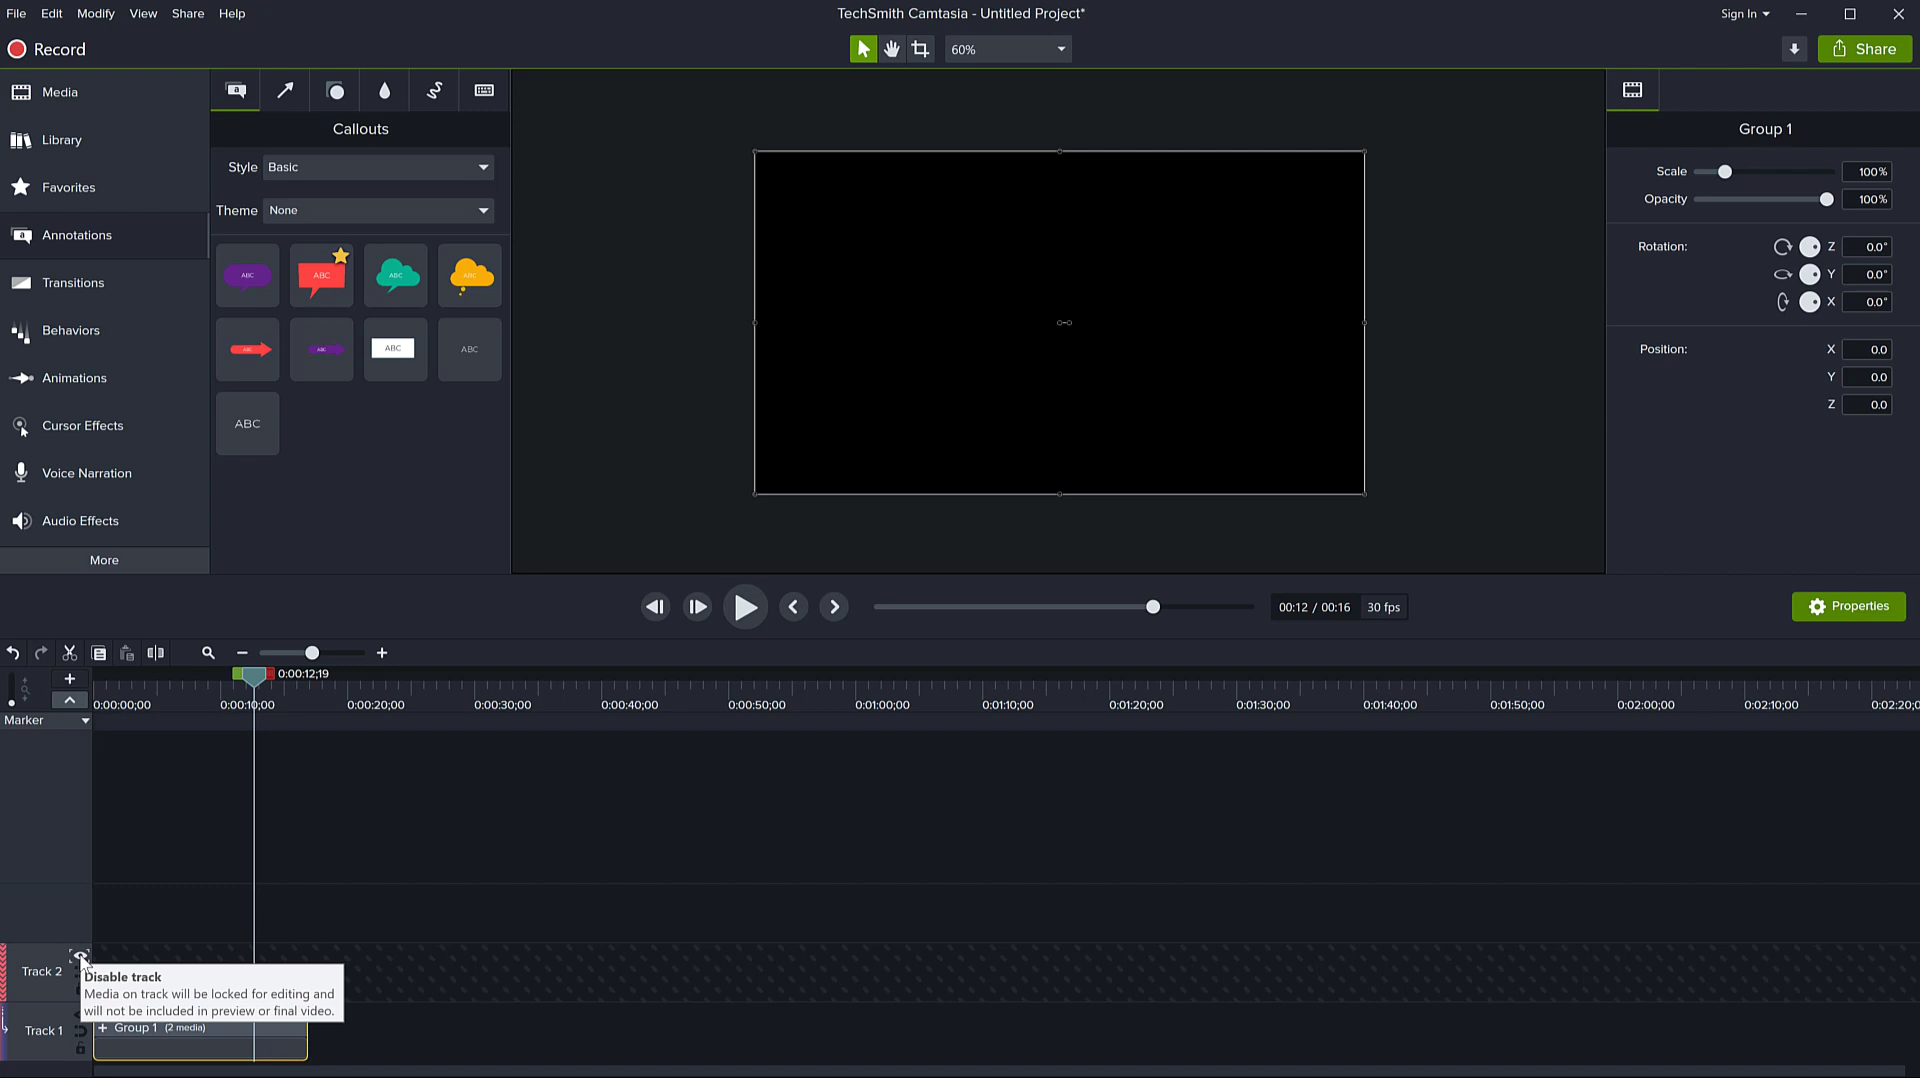 File Edit Modify View Share Help
TechSmith Camtasia - Untitled Project*
Sign In
Record
60%
Share
Media
Library
Favorites
Annotations
Transitions
Behaviors
Animations
Cursor Effects
Voice Narration
Audio Effects
More
Callouts
Style Basic
Theme None
ABC ABC ABC ABC
ABC ABC ABC ABC
ABC
Group 1
Scale 100%
Opacity 100%
Rotation: Z 0.0°
Y 0.0°
X 0.0°
Position: X 0.0
Y 0.0
Z 0.0
00:12 / 00:16 30 fps
Properties
0:00:12;19
0:00:00;00 0:00:10;00 0:00:20;00 0:00:30;00 0:00:40;00 0:00:50;00 0:01:00;00 0:01:10;00 0:01:20;00 0:01:30;00 0:01:40;00 0:01:50;00 0:02:00;00 0:02:10;00 0:02:20;0
Marker
Track 2
Disable track
Media on track will be locked for editing and
will not be included in preview or final video.
Track 1
+ Group 1 (2 media)